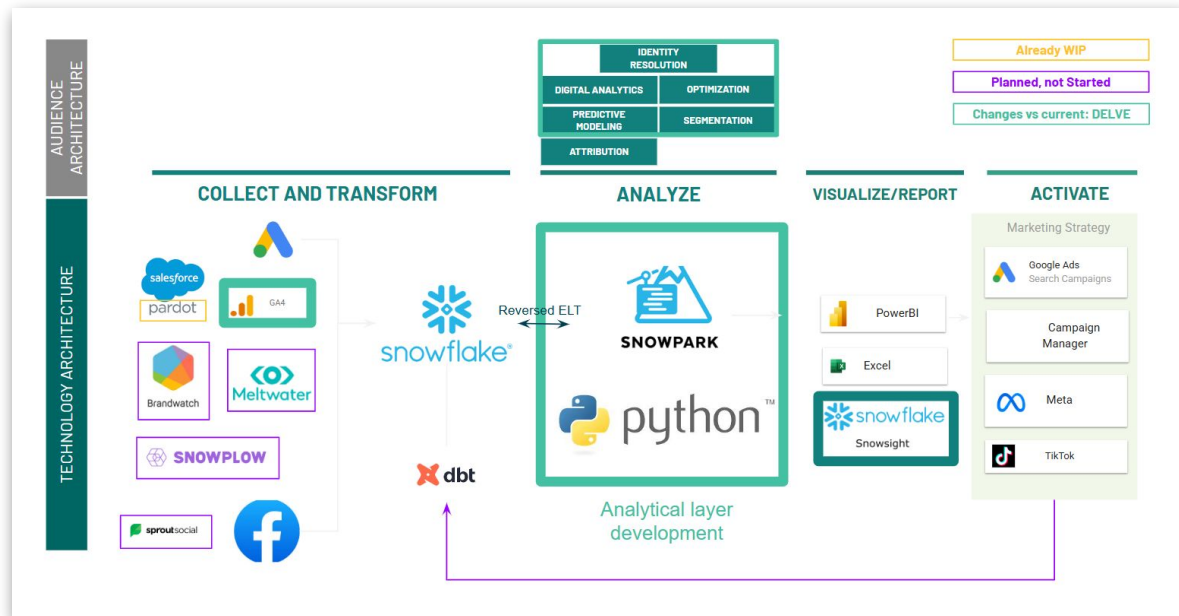 AUDIENCE
ARCHITECTURE
TECHNOLOGY ARCHITECTURE
IDENTITY
RESOLUTION
DIGITAL ANALYTICS
OPTIMIZATION
PREDICTIVE
MODELING
SEGMENTATION
ATTRIBUTION
Already WIP
Planned, not Started
Changes vs current: DELVE
COLLECT AND TRANSFORM
ANALYZE
VISUALIZE/REPORT
ACTIVATE
salesforce
pardot
GA4
Brandwatch
Meltwater
SNOWPLOW
sproutsocial
snowflake®
dbt
Reversed ELT
SNOWPARK
python™
Analytical layer
development
PowerBI
Excel
snowflake
Snowsight
Marketing Strategy
Google Ads
Search Campaigns
Campaign
Manager
Meta
TikTok